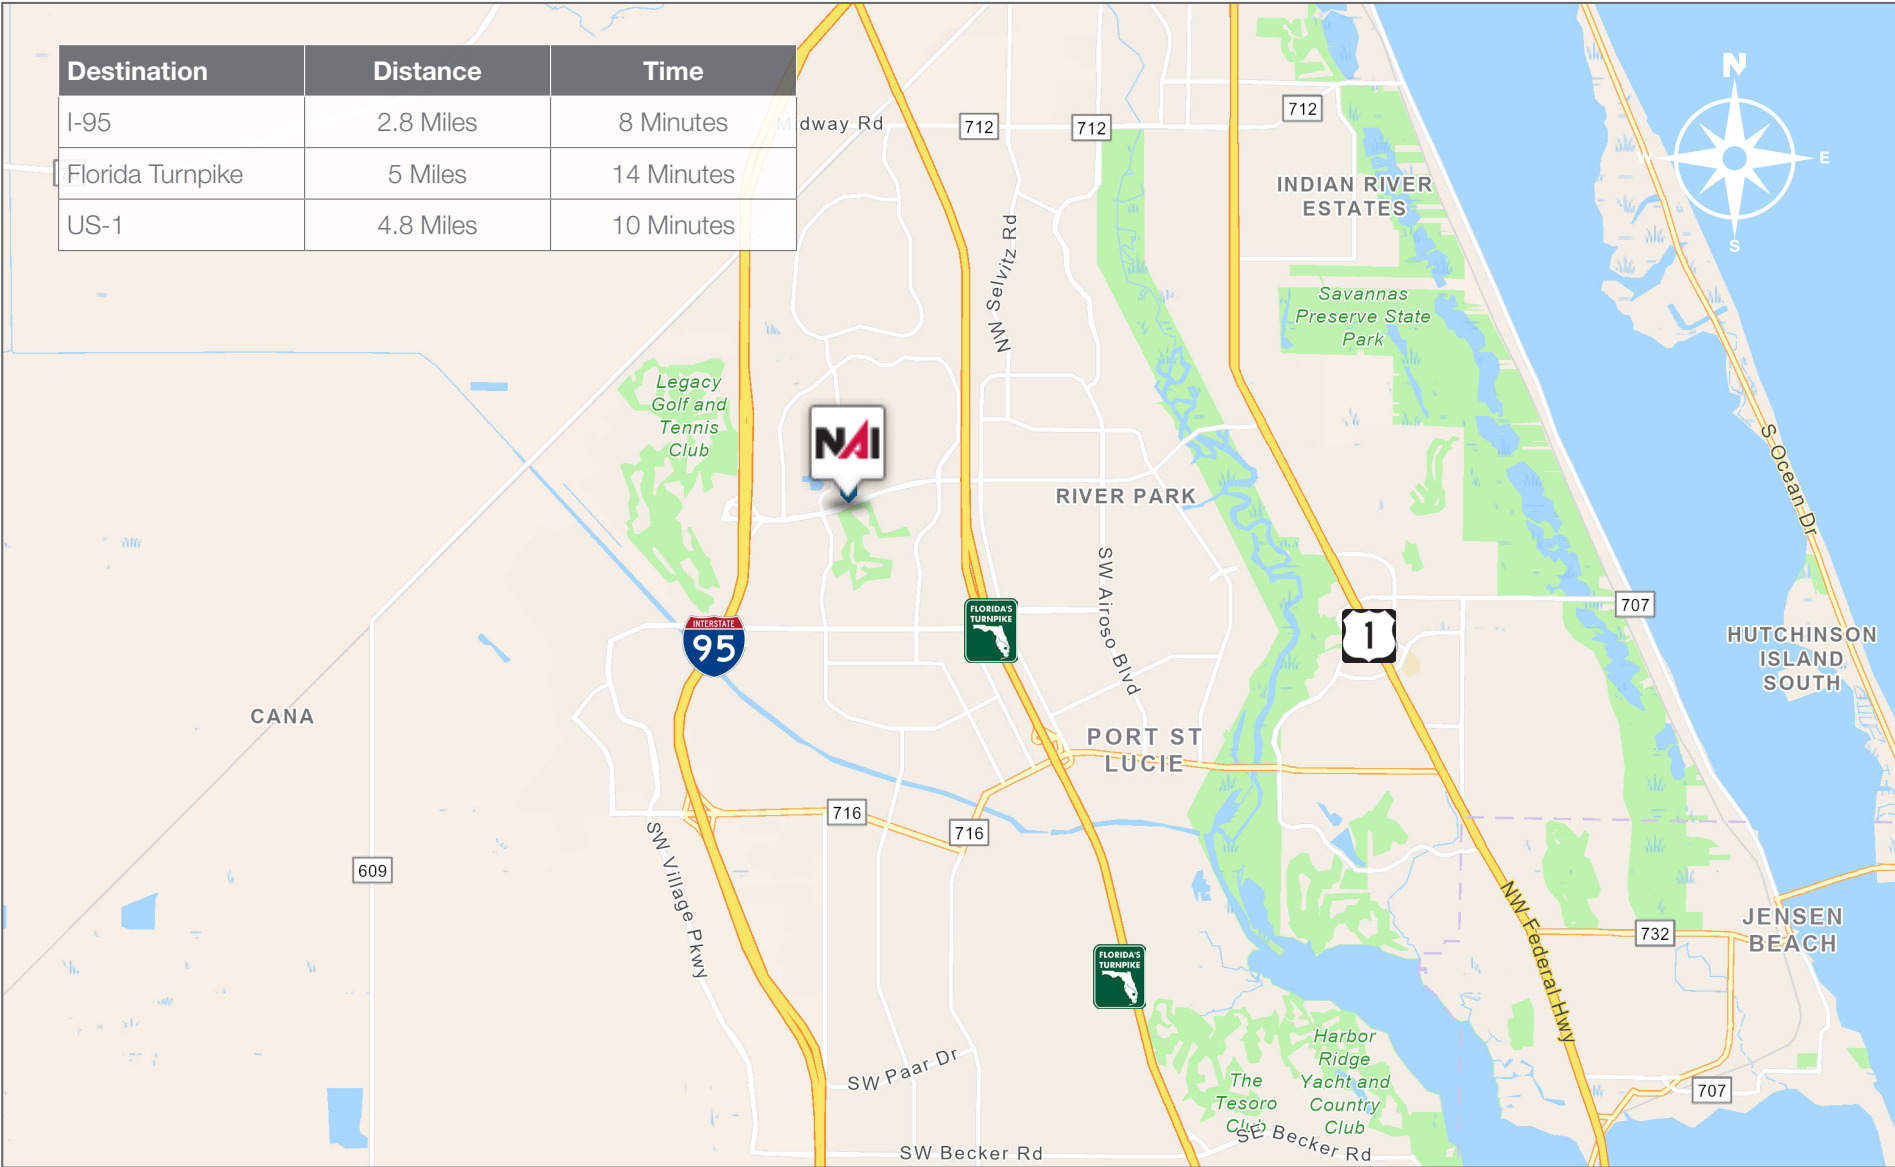 Destination Distance Time
I-95 2.8 Miles 8 Minutes
Florida Turnpike 5 Miles 14 Minutes
US-1 4.8 Miles 10 Minutes
Midway Rd
712
712
712
N
W
E
S
INDIAN RIVER
ESTATES
NW Selvitz Rd
Savannas
Preserve State
Park
Legacy
Golf and
Tennis
Club
NAI
RIVER PARK
S Ocean Dr
SW Airoso Blvd
INTERSTATE
95
FLORIDA'S
TURNPIKE
1
707
HUTCHINSON
ISLAND
SOUTH
CANA
PORT ST
LUCIE
716
716
609
SW Village Pkwy
NW Federal Hwy
732
JENSEN
BEACH
FLORIDA'S
TURNPIKE
SW Paar Dr
Harbor
Ridge
Yacht and
Country
Club
The
Tesoro
Club
707
SW Becker Rd
SE Becker Rd